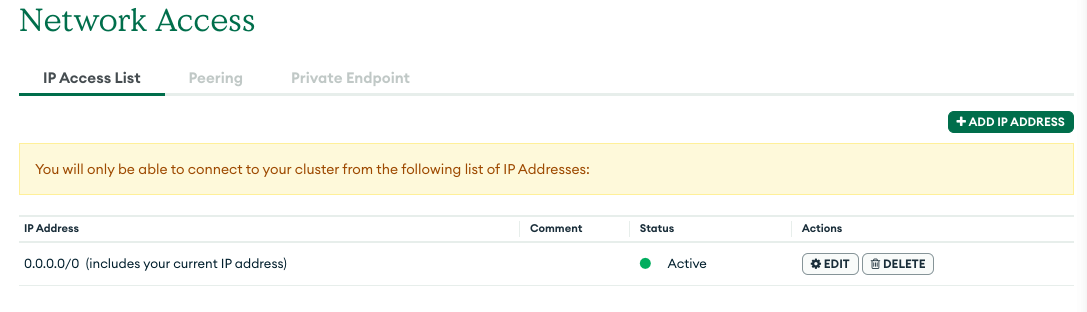 Network Access
IP Access List Peering Private Endpoint
+ ADD IP ADDRESS
You will only be able to connect to your cluster from the following list of IP Addresses:
IP Address Comment Status Actions
0.0.0.0/0 (includes your current IP address) Active EDIT DELETE